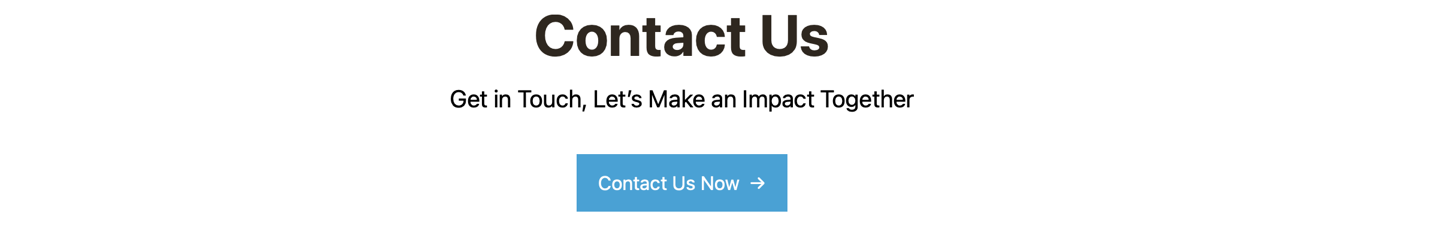 Contact Us
Get in Touch, Let’s Make an Impact Together
Contact Us Now →